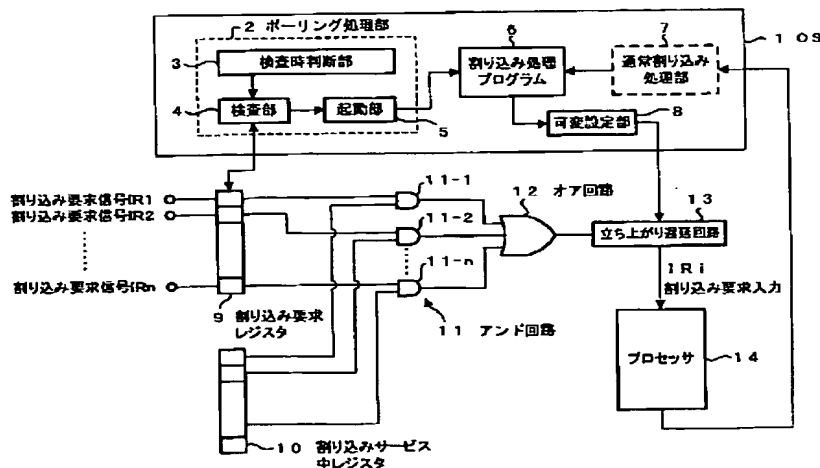 2 ポーリング処理部
3
検査時判断部
4
検査部
起動部
5
6
割り込み処理
プログラム
7
通常割り込み
処理部
1 OS
可変設定部
8
割り込み要求信号IR1
割り込み要求信号IR2
割り込み要求信号IRn
9 割り込み要求
レジスタ
11-1
11-2
11-n
11 アンド回路
12 オア回路
13
立ち上がり遅延回路
IRi
割り込み要求入力
プロセッサ
14
10 割り込みサービス
中レジスタ